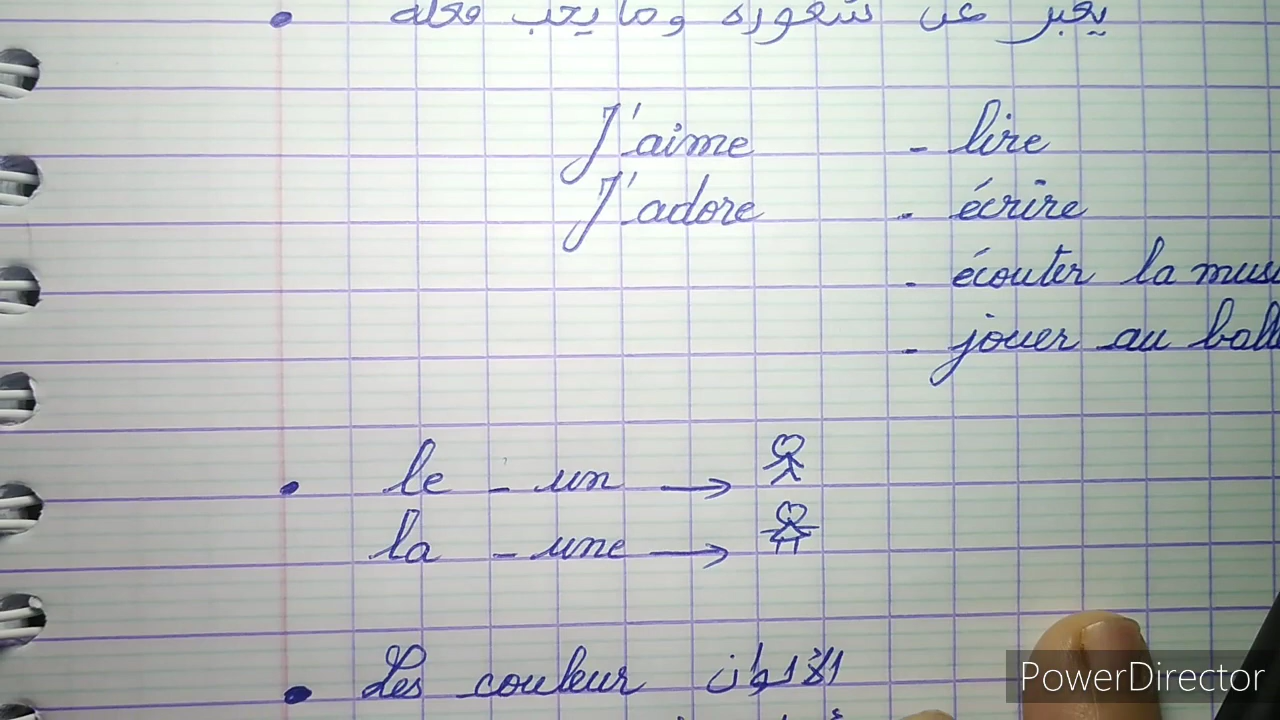 يعبر عن شعوره وما يحب فعله
J'aime - lire
J'adore - écrire
- écouter la musi
- jouer au ball
le - un →
la - une →
Les couleur الألوان
PowerDirector